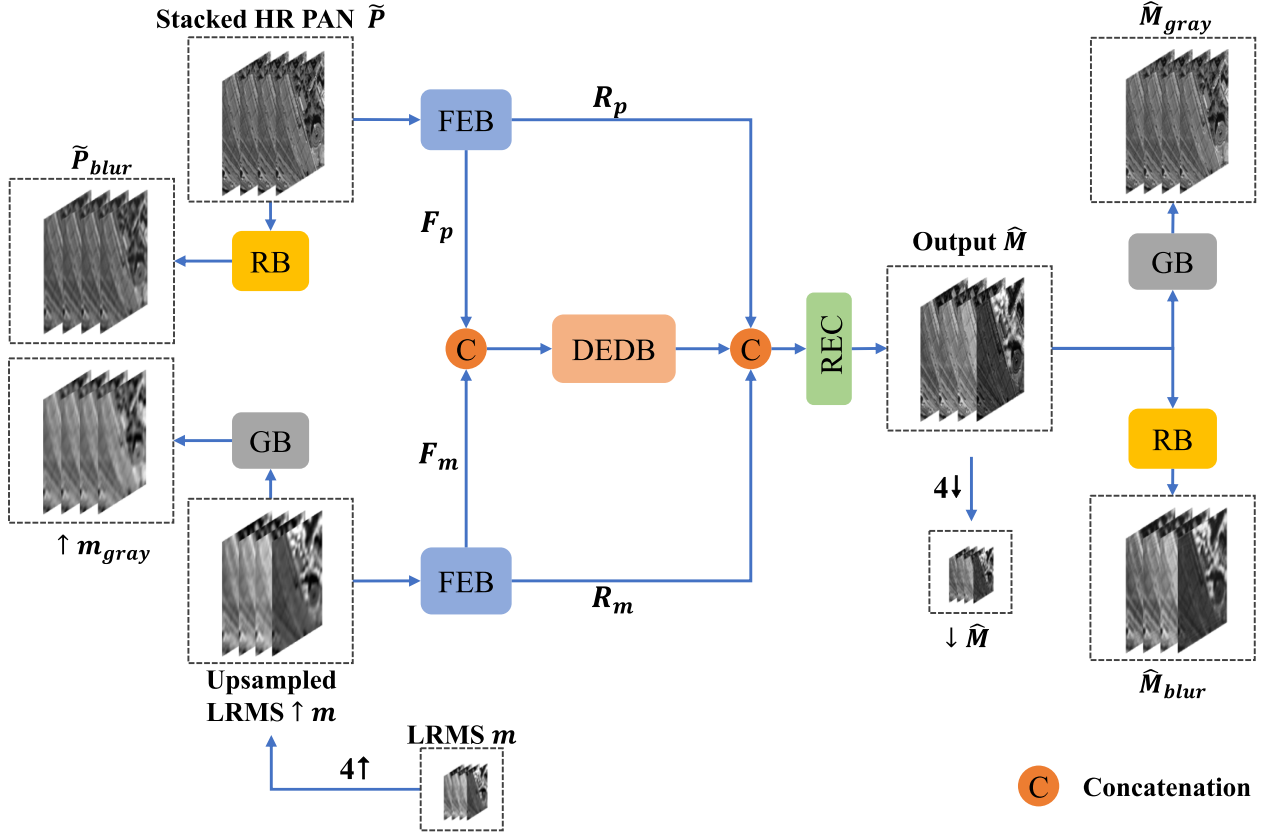 Stacked HR PAN P̃
M̂gray
FEB
Rp
P̃blur
Fp
RB
Output M̂
GB
C
DEDB
C
REC
GB
Fm
RB
4↓
↑ mgray
FEB
Rm
↓ M̂
M̂blur
Upsampled
LRMS ↑ m
LRMS m
4↑
C Concatenation